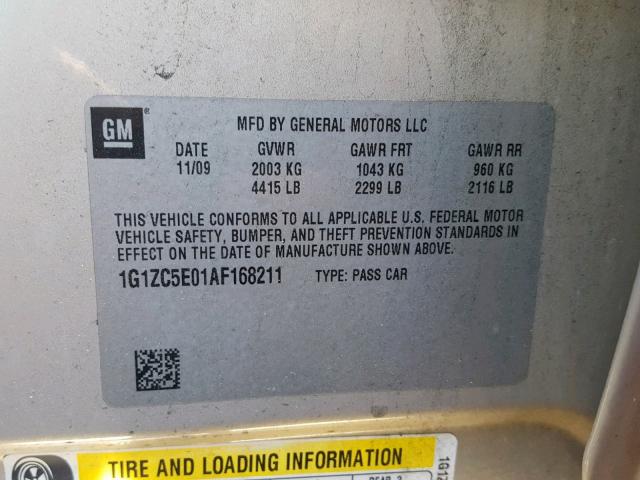 GM ®
MFD BY GENERAL MOTORS LLC
DATE GVWR GAWR FRT GAWR RR
11/09 2003 KG 1043 KG 960 KG
4415 LB 2299 LB 2116 LB
THIS VEHICLE CONFORMS TO ALL APPLICABLE U.S. FEDERAL MOTOR
VEHICLE SAFETY, BUMPER, AND THEFT PREVENTION STANDARDS IN
EFFECT ON THE DATE OF MANUFACTURE SHOWN ABOVE.
1G1ZC5E01AF168211 TYPE: PASS CAR
TIRE AND LOADING INFORMATION